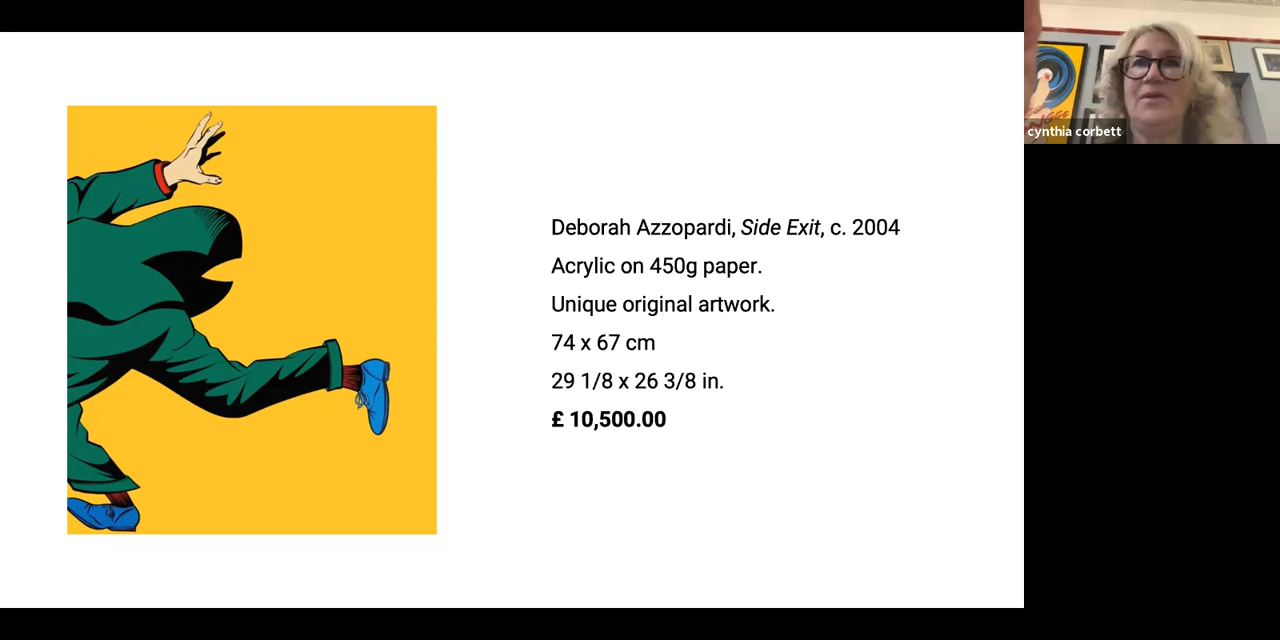 Deborah Azzopardi, Side Exit, c. 2004
Acrylic on 450g paper.
Unique original artwork.
74 x 67 cm
29 1/8 x 26 3/8 in.
£ 10,500.00
cynthia corbett